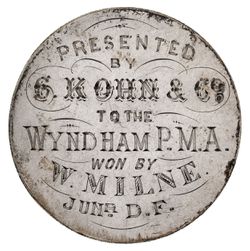 PRESENTED
BY
G. KOHN & Co
TO THE
WYNDHAM P.M.A.
WON BY
W. MILNE
JUNR. D.F.